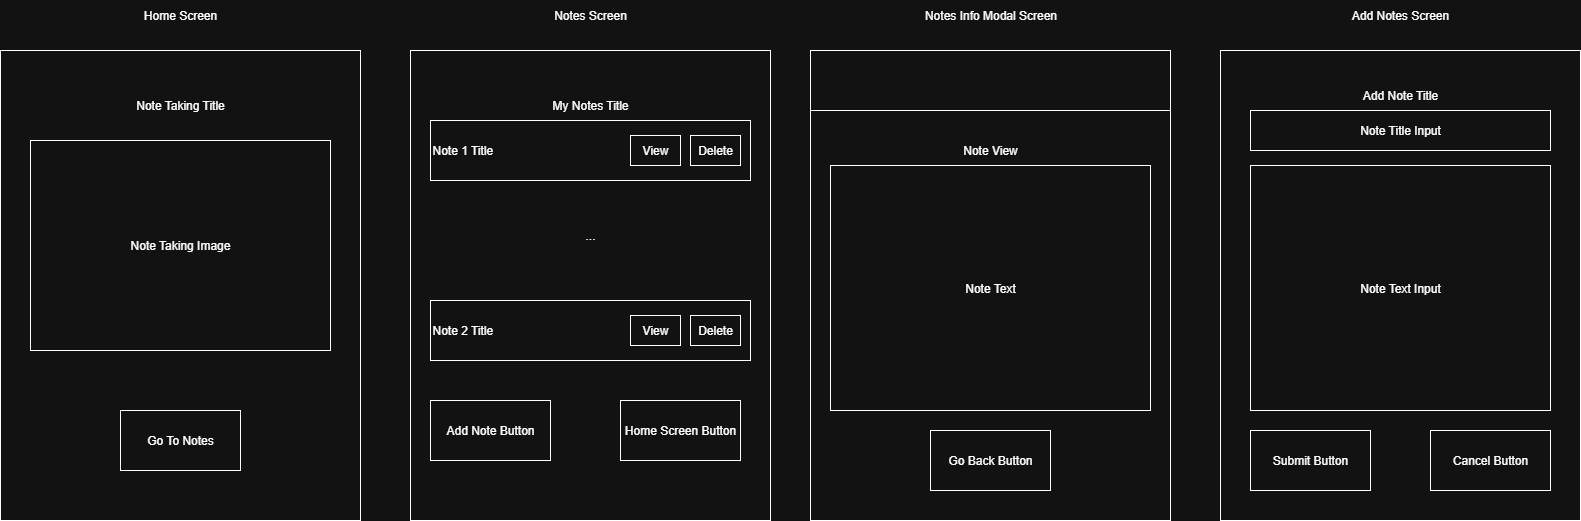 Home Screen
Note Taking Title
Note Taking Image
Go To Notes
Notes Screen
My Notes Title
Note 1 Title
View
Delete
...
Note 2 Title
View
Delete
Add Note Button
Home Screen Button
Notes Info Modal Screen
Note View
Note Text
Go Back Button
Add Notes Screen
Add Note Title
Note Title Input
Note Text Input
Submit Button
Cancel Button